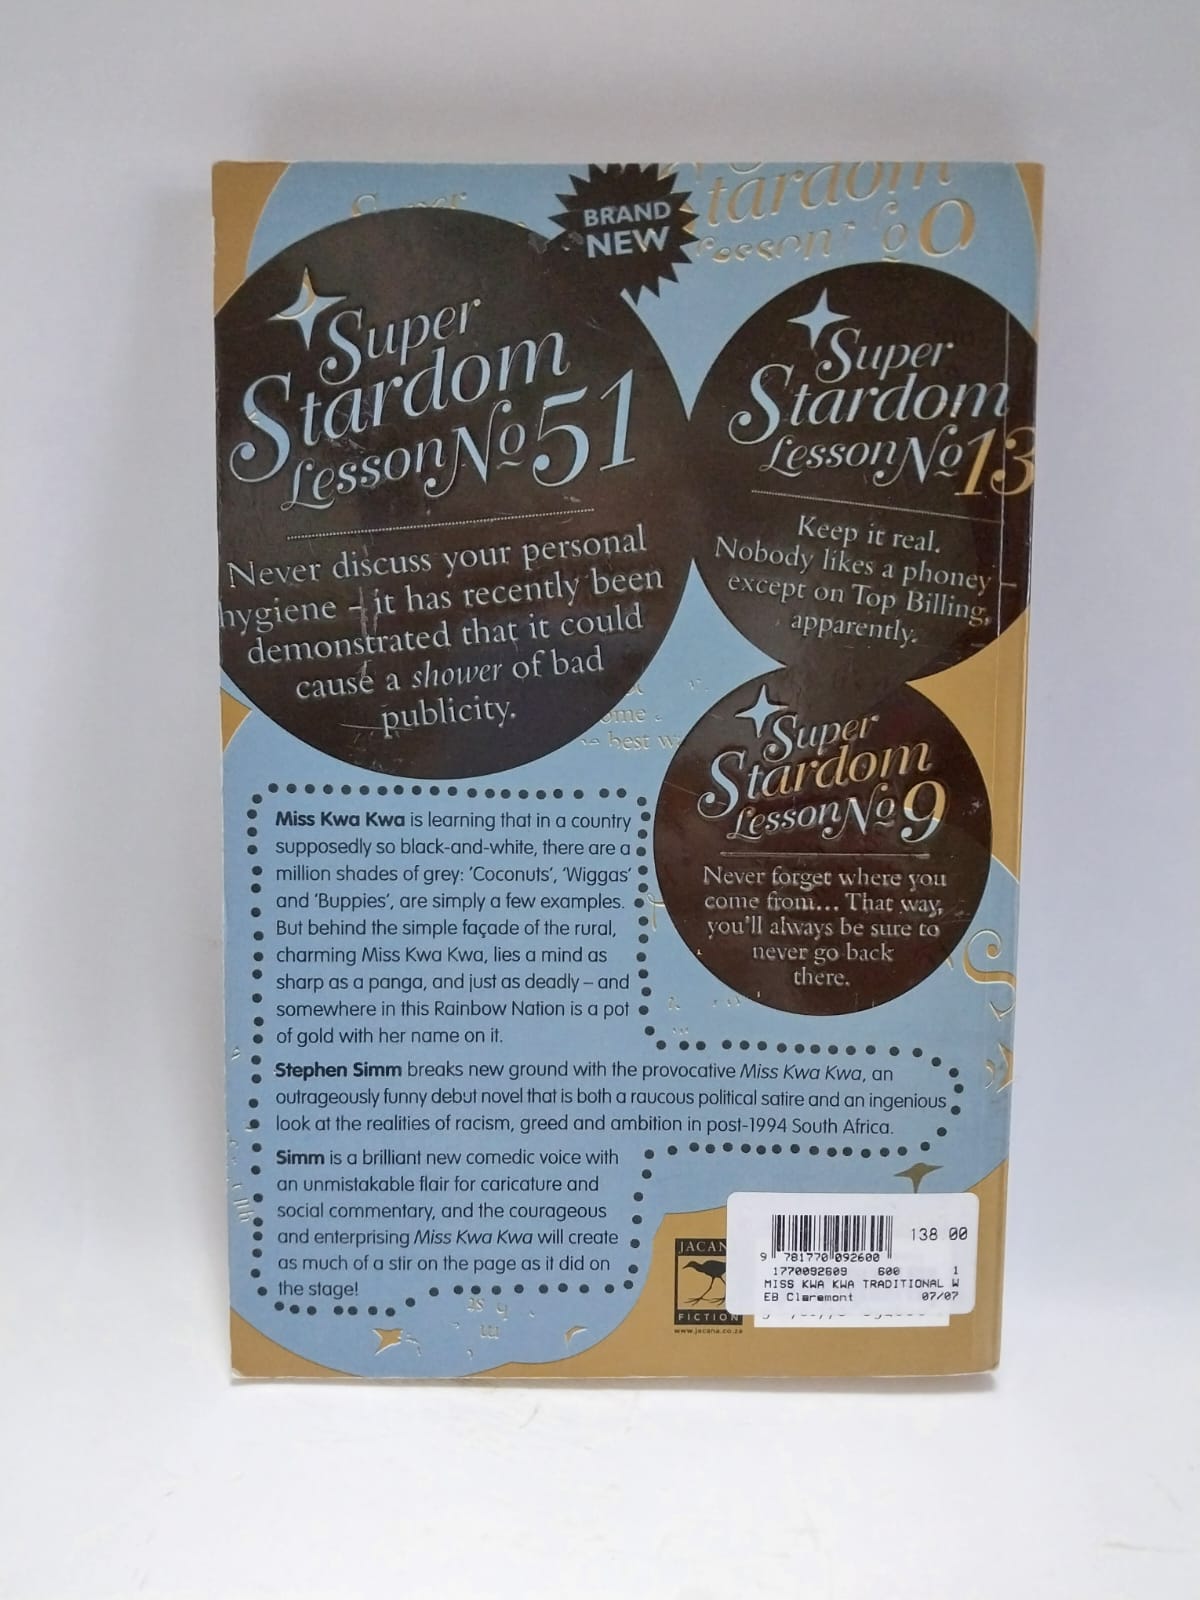 Stardom
Lesson No
BRAND
NEW
Super
Stardom
Lesson No 51
Never discuss your personal
hygiene – it has recently been
demonstrated that it could
cause a shower of bad
publicity.
Super
Stardom
Lesson No 13
Keep it real.
Nobody likes a phoney
except on Top Billing,
apparently.
Super
Stardom
Lesson No 9
Never forget where you
come from... That way,
you'll always be sure to
never go back
there.
best
Miss Kwa Kwa is learning that in a country
supposedly so black-and-white, there are a
million shades of grey: 'Coconuts', 'Wiggas'
and 'Buppies', are simply a few examples.
But behind the simple façade of the rural,
charming Miss Kwa Kwa, lies a mind as
sharp as a panga, and just as deadly – and
somewhere in this Rainbow Nation is a pot
of gold with her name on it.
Stephen Simm breaks new ground with the provocative Miss Kwa Kwa, an
outrageously funny debut novel that is both a raucous political satire and an ingenious
look at the realities of racism, greed and ambition in post-1994 South Africa.
Simm is a brilliant new comedic voice with
an unmistakable flair for caricature and
social commentary, and the courageous
and enterprising Miss Kwa Kwa will create
as much of a stir on the page as it did on
the stage!
JACAN
FICTION
www.jacana.co.za
138.00
9 781770 092600
1770092609 600 1
MISS KWA KWA TRADITIONAL W
EB Claremont 07/07